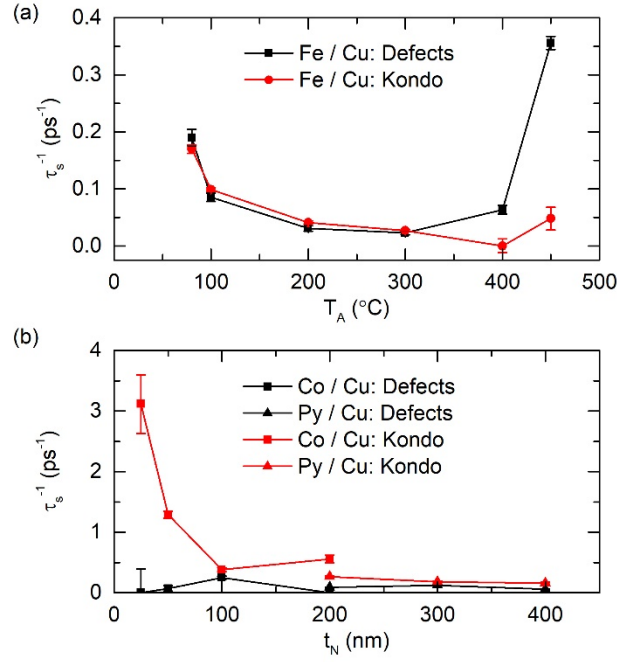 (a)
0.4
0.3
0.2
0.1
0.0
τs⁻¹ (ps⁻¹)
Fe / Cu: Defects
Fe / Cu: Kondo
0 100 200 300 400 500
TA (°C)
(b)
4
3
2
1
0
τs⁻¹ (ps⁻¹)
Co / Cu: Defects
Py / Cu: Defects
Co / Cu: Kondo
Py / Cu: Kondo
0 100 200 300 400
tN (nm)